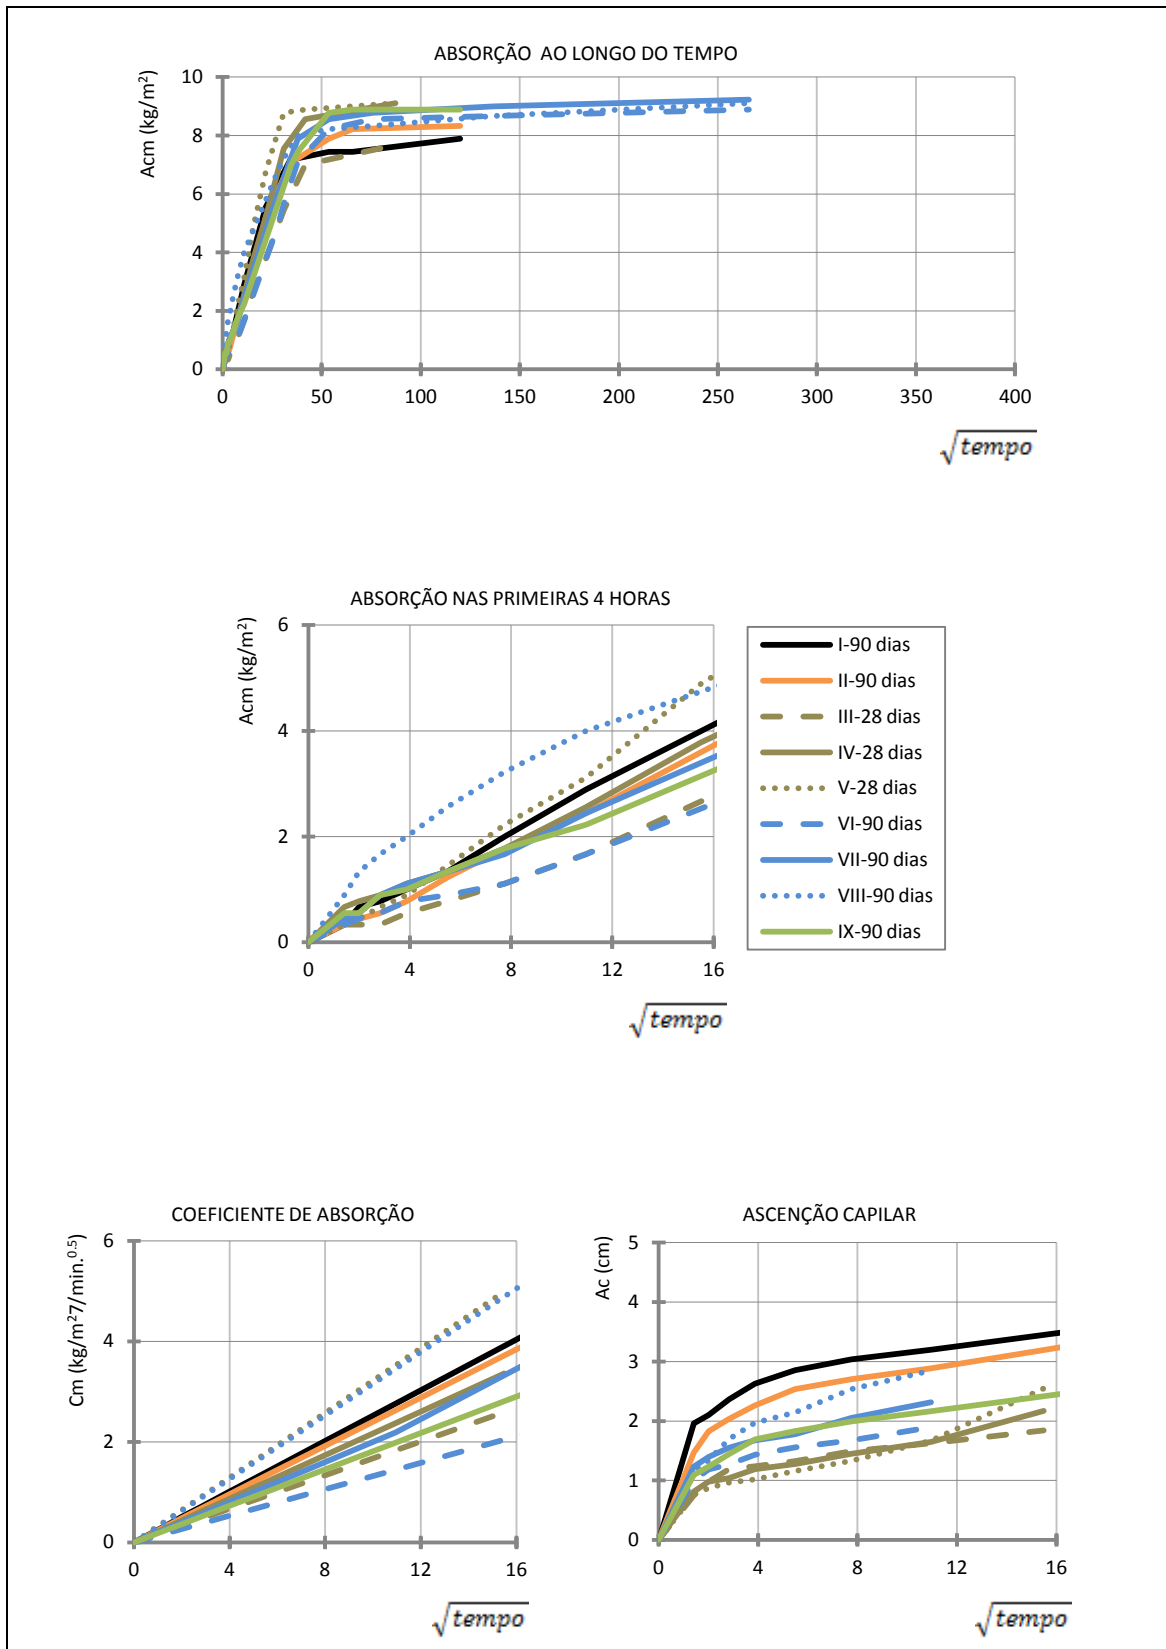 ABSORÇÃO AO LONGO DO TEMPO
Acm (kg/m²)
10
8
6
4
2
0
0 50 100 150 200 250 300 350 400
√tempo
ABSORÇÃO NAS PRIMEIRAS 4 HORAS
Acm (kg/m²)
6
4
2
0
0 4 8 12 16
√tempo
I-90 dias
II-90 dias
III-28 dias
IV-28 dias
V-28 dias
VI-90 dias
VII-90 dias
VIII-90 dias
IX-90 dias
COEFICIENTE DE ABSORÇÃO
Cm (kg/m²7/min.⁰·⁵)
6
4
2
0
0 4 8 12 16
√tempo
ASCENÇÃO CAPILAR
Ac (cm)
5
4
3
2
1
0
0 4 8 12 16
√tempo